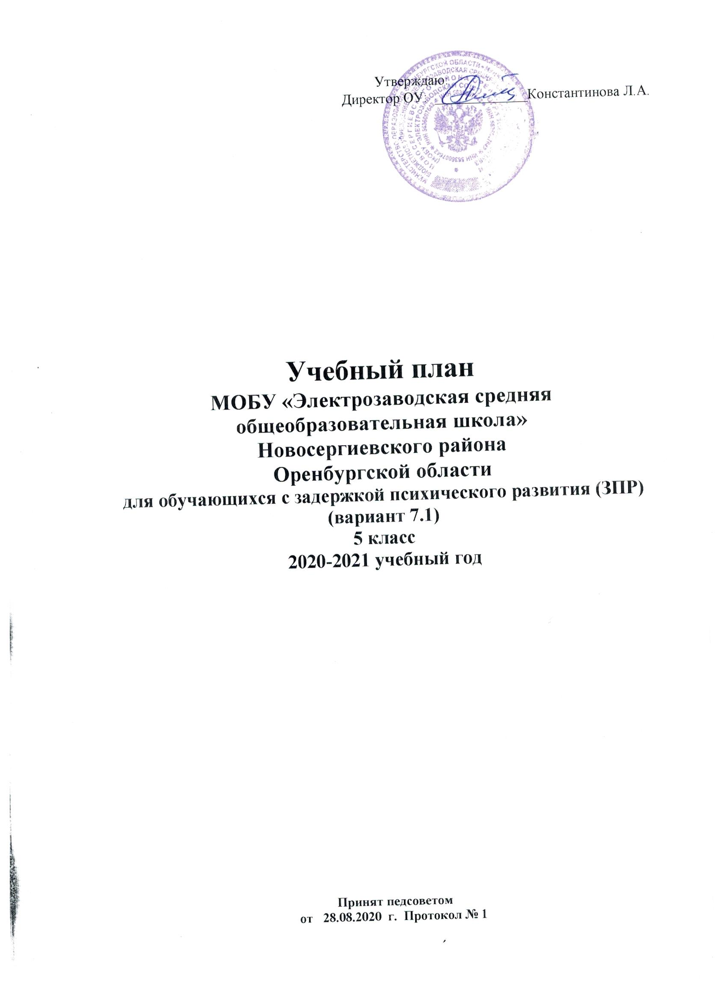 Утверждаю:
Директор ОУ: Константинова Л.А.
Учебный план
МОБУ «Электрозаводская средняя
общеобразовательная школа»
Новосергиевского района
Оренбургской области
для обучающихся с задержкой психического развития (ЗПР)
(вариант 7.1)
5 класс
2020-2021 учебный год
Принят педсоветом
от 28.08.2020 г. Протокол № 1